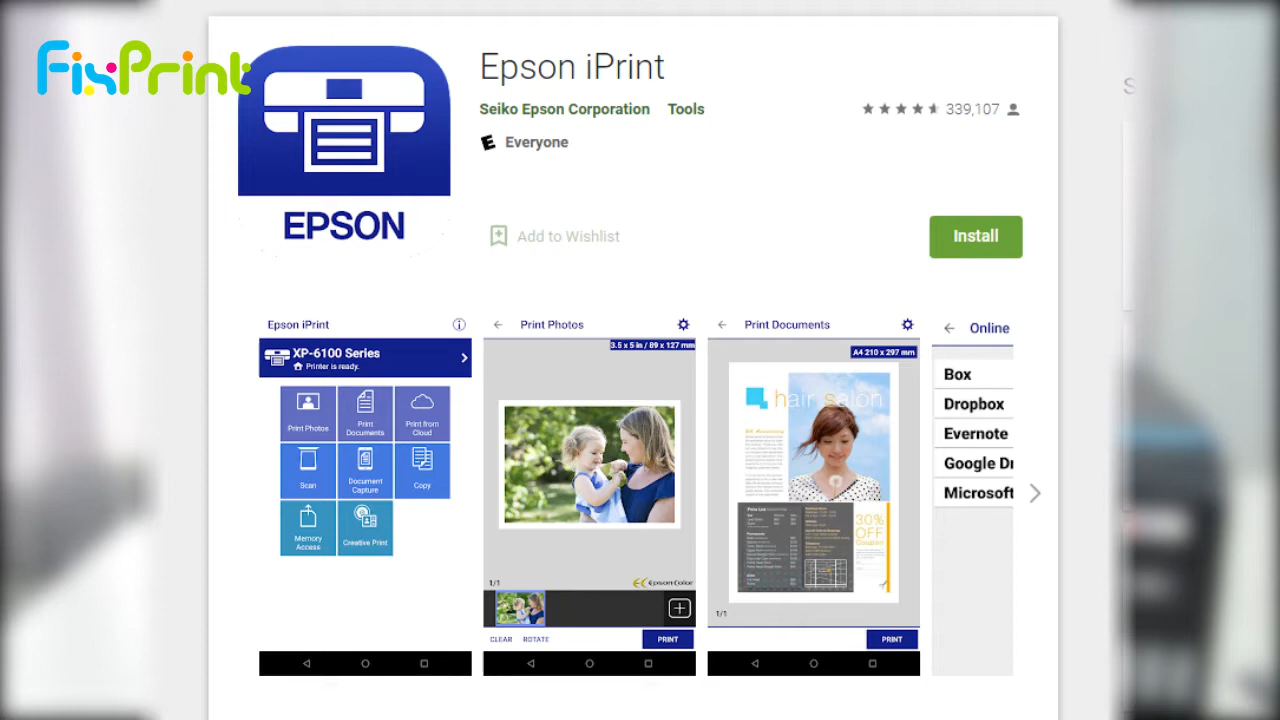 FixPrint
EPSON
Epson iPrint
Seiko Epson Corporation Tools
339,107
E Everyone
Add to Wishlist
Install
Epson iPrint
XP-6100 Series
Printer is ready.
Print Photos
Print Documents
Print from Cloud
Scan
Document Capture
Copy
Memory Access
Creative Print
Print Photos
3.5 x 5 in / 89 x 127 mm
1/1
EpsonColor
CLEAR ROTATE
PRINT
Print Documents
A4 210 x 297 mm
hair salon
30%
OFF
Coupon
1/1
PRINT
Online
Box
Dropbox
Evernote
Google Dr
Microsoft
S